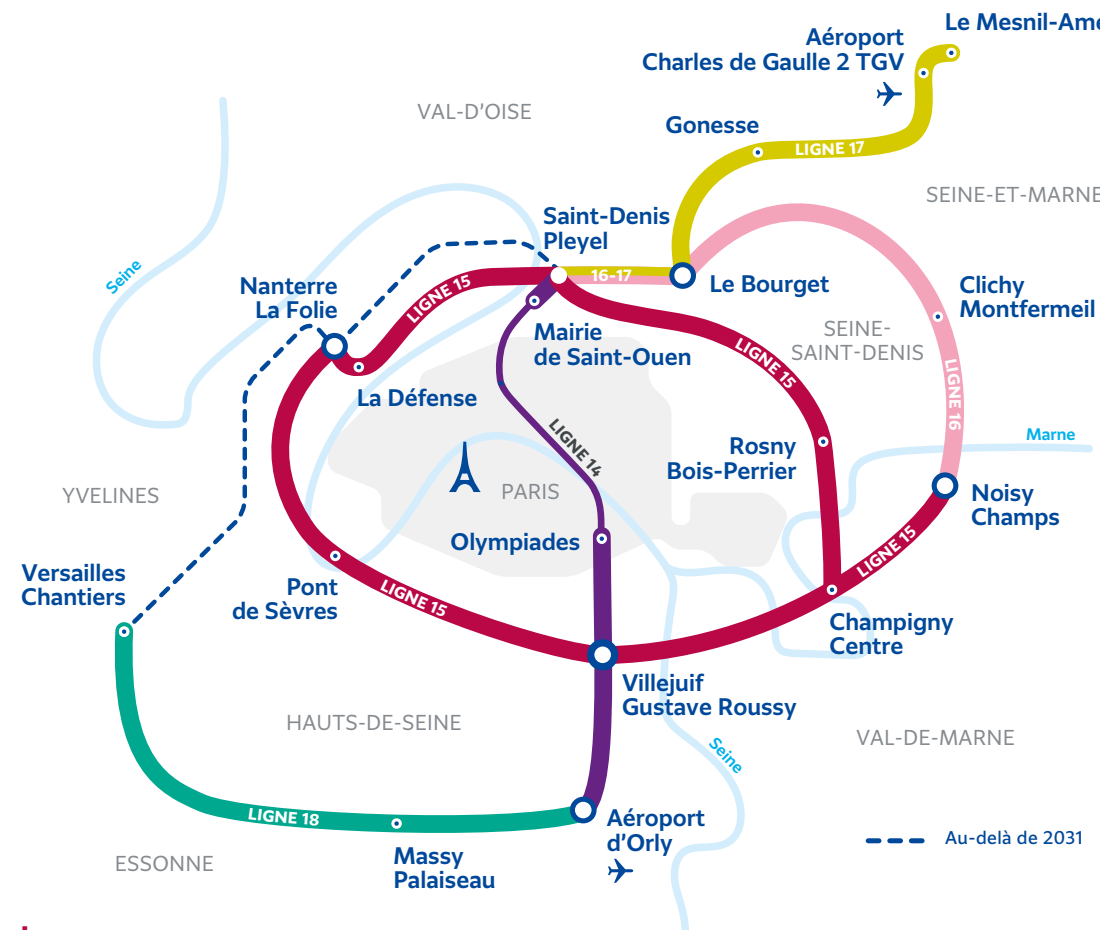 Le Mesnil-Ame
Aéroport
Charles de Gaulle 2 TGV
VAL-D'OISE
Gonesse
LIGNE 17
SEINE-ET-MARNE
Saint-Denis
Pleyel
Seine
Nanterre
La Folie
LIGNE 15
16-17
Le Bourget
Clichy
Montfermeil
Mairie
de Saint-Ouen
SEINE-
SAINT-DENIS
LIGNE 15
La Défense
LIGNE 16
LIGNE 14
Marne
Rosny
Bois-Perrier
YVELINES
PARIS
Noisy
Champs
Olympiades
LIGNE 15
Versailles
Chantiers
Pont
de Sèvres
LIGNE 15
Champigny
Centre
Villejuif
Gustave Roussy
HAUTS-DE-SEINE
VAL-DE-MARNE
Seine
LIGNE 18
Aéroport
d'Orly
Au-delà de 2031
Massy
Palaiseau
ESSONNE